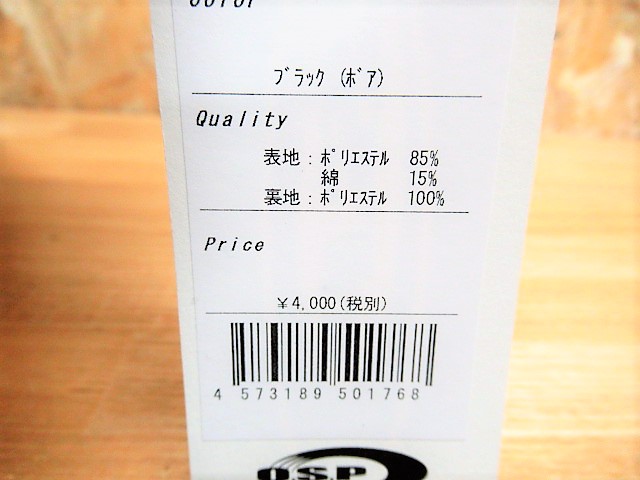 Color
ﾌﾞﾗｯｸ (ﾎﾞｱ)
Quality
表地：ﾎﾟﾘｴｽﾃﾙ 85%
綿 15%
裏地：ﾎﾟﾘｴｽﾃﾙ 100%
Price
￥4,000(税別)
4 573189 501768
O.S.P